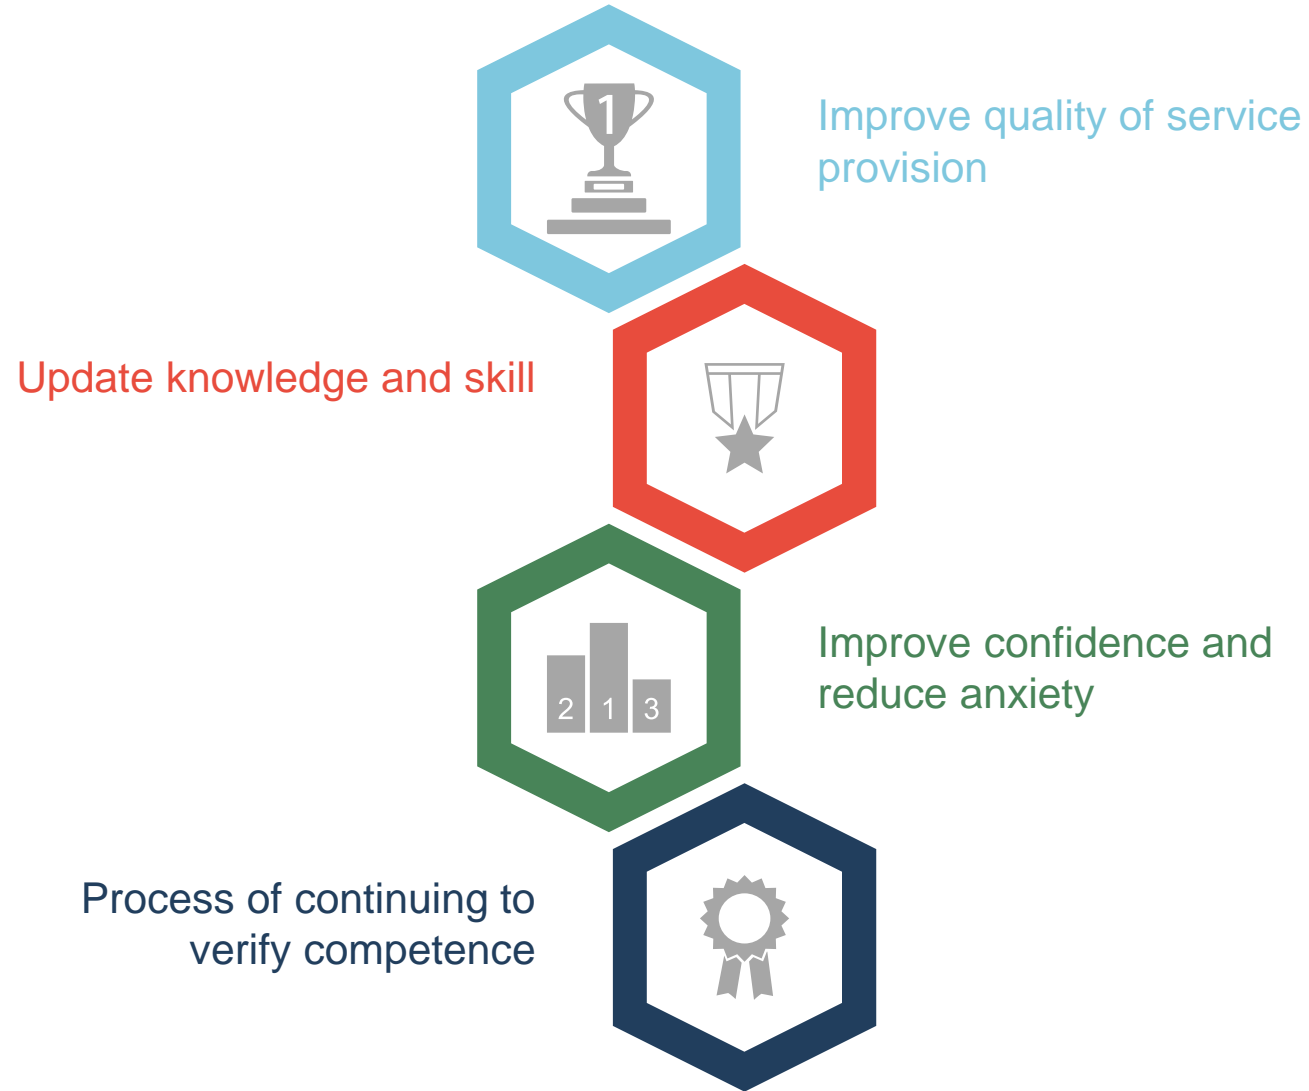 1
Improve quality of service
provision
Update knowledge and skill
Improve confidence and
reduce anxiety
2 1 3
Process of continuing to
verify competence